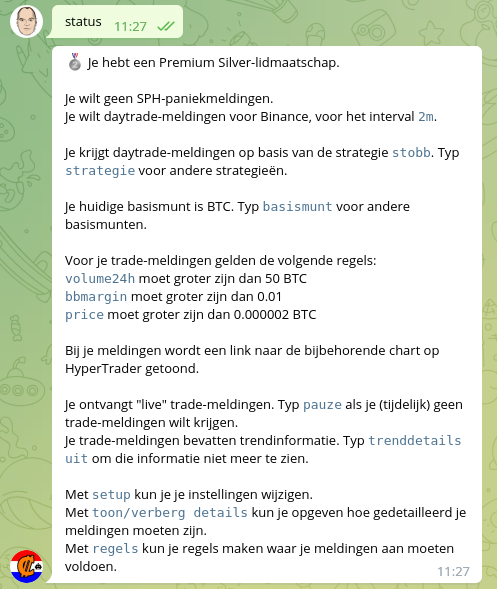 status 11:27
Je hebt een Premium Silver-lidmaatschap.
Je wilt geen SPH-paniekmeldingen.
Je wilt daytrade-meldingen voor Binance, voor het interval 2m.
Je krijgt daytrade-meldingen op basis van de strategie stobb. Typ
strategie voor andere strategieën.
Je huidige basismunt is BTC. Typ basismunt voor andere
basismunten.
Voor je trade-meldingen gelden de volgende regels:
volume24h moet groter zijn dan 50 BTC
bbmargin moet groter zijn dan 0.01
price moet groter zijn dan 0.000002 BTC
Bij je meldingen wordt een link naar de bijbehorende chart op
HyperTrader getoond.
Je ontvangt "live" trade-meldingen. Typ pauze als je (tijdelijk) geen
trade-meldingen wilt krijgen.
Je trade-meldingen bevatten trendinformatie. Typ trenddetails
uit om die informatie niet meer te zien.
Met setup kun je je instellingen wijzigen.
Met toon/verberg details kun je opgeven hoe gedetailleerd je
meldingen moeten zijn.
Met regels kun je regels maken waar je meldingen aan moeten
voldoen. 11:27